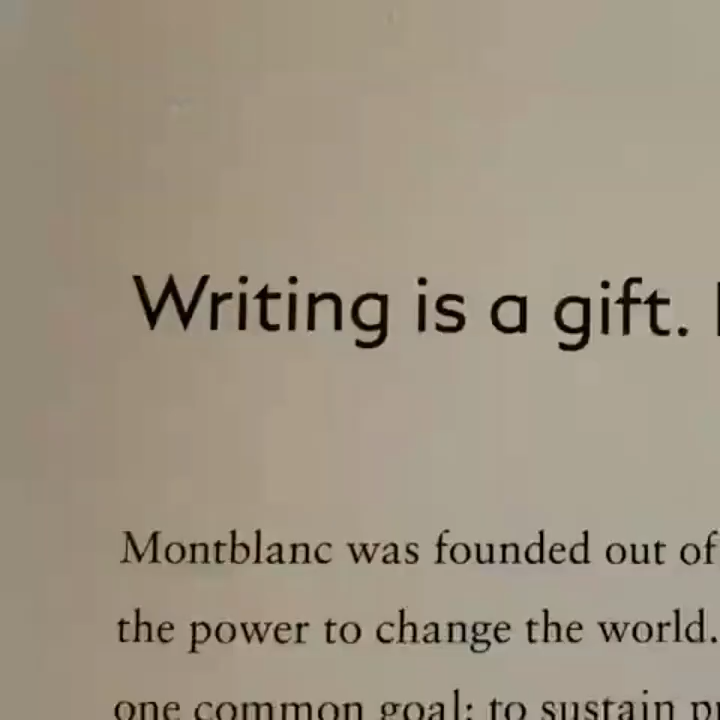 Writing is a gift.
Montblanc was founded out of
the power to change the world.
one common goal: to sustain